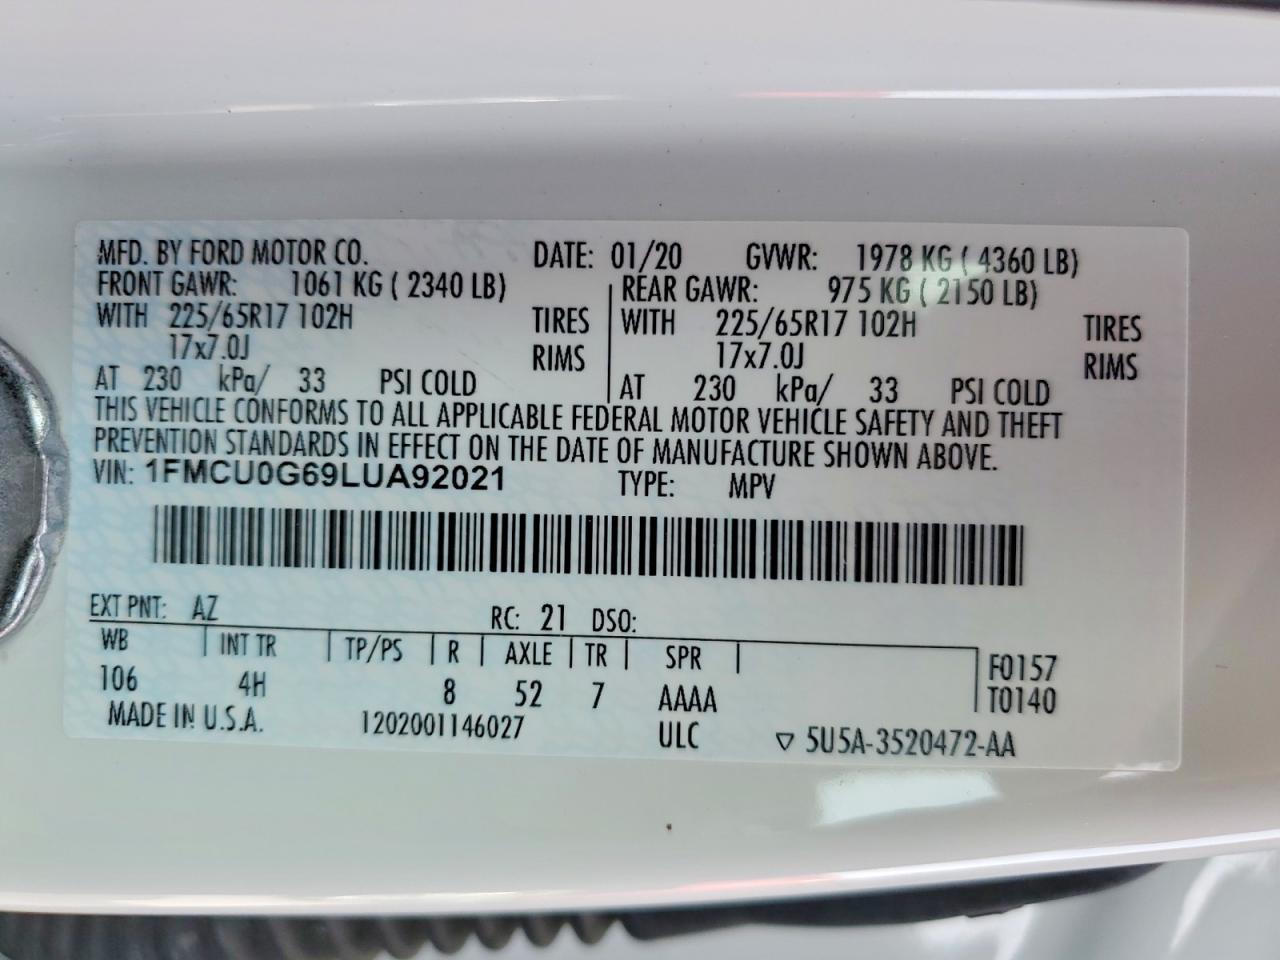 MFD. BY FORD MOTOR CO. DATE: 01/20 GVWR: 1978 KG ( 4360 LB)
FRONT GAWR: 1061 KG ( 2340 LB) REAR GAWR: 975 KG ( 2150 LB)
WITH 225/65R17 102H TIRES WITH 225/65R17 102H TIRES
17x7.0J RIMS 17x7.0J RIMS
AT 230 kPa/ 33 PSI COLD AT 230 kPa/ 33 PSI COLD
THIS VEHICLE CONFORMS TO ALL APPLICABLE FEDERAL MOTOR VEHICLE SAFETY AND THEFT
PREVENTION STANDARDS IN EFFECT ON THE DATE OF MANUFACTURE SHOWN ABOVE.
VIN: 1FMCU0G69LUA92021 TYPE: MPV
EXT PNT: AZ RC: 21 DSO:
WB INT TR TP/PS R AXLE TR SPR F0157
106 4H 8 52 7 AAAA T0140
MADE IN U.S.A. 1202001146027 ULC ▽ 5U5A-3520472-AA